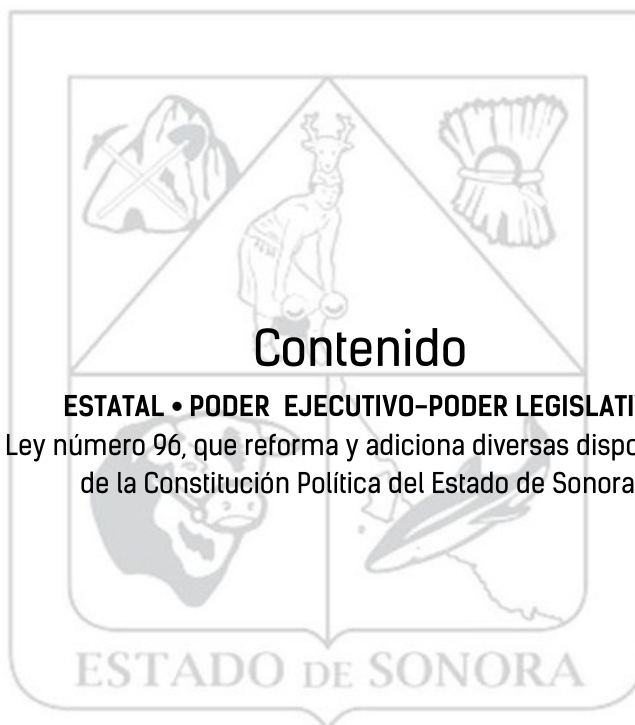 Contenido
ESTATAL • PODER EJECUTIVO-PODER LEGISLATI
Ley número 96, que reforma y adiciona diversas dispo
de la Constitución Política del Estado de Sonora
ESTADO DE SONORA